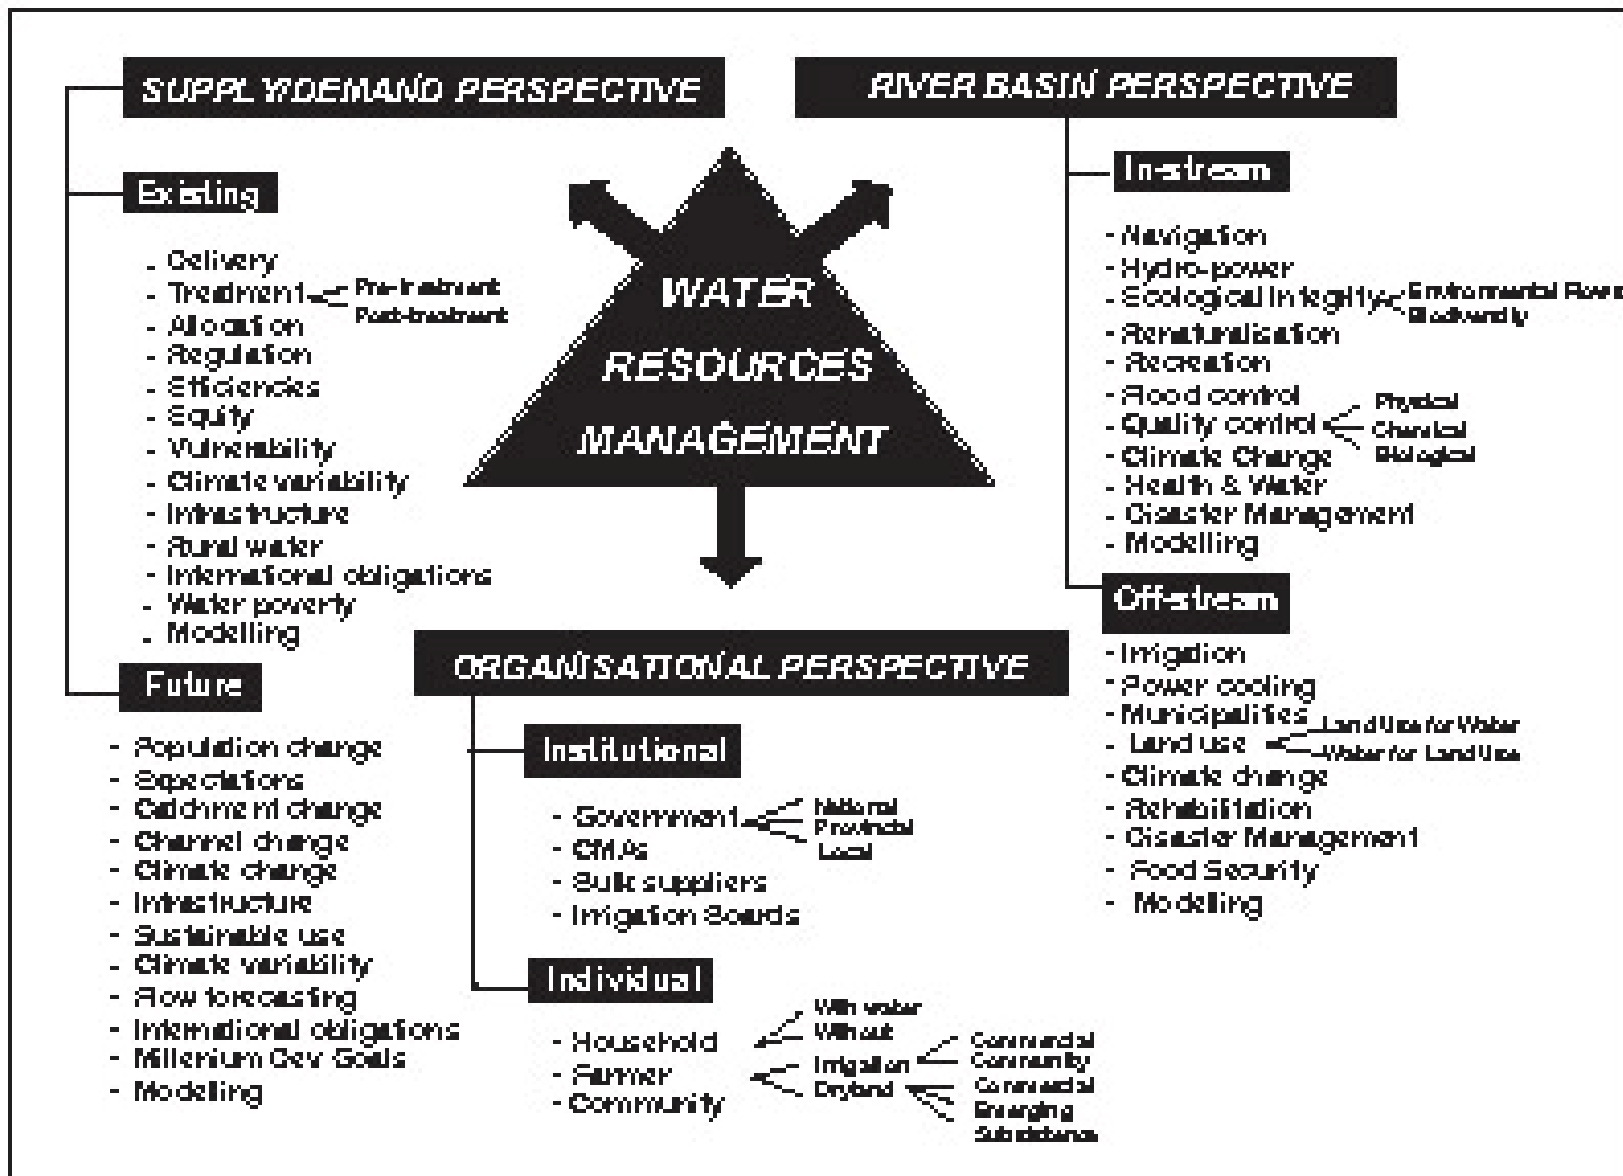 SUPPLY/DEMAND PERSPECTIVE
Existing
- Delivery
- Treatment
Pre-treatment
Post-treatment
- Allocation
- Regulation
- Efficiencies
- Equity
- Vulnerability
- Climate variability
- Infrastructure
- Rural water
- International obligations
- Water poverty
- Modelling
Future
- Population change
- Expectations
- Catchment change
- Channel change
- Climate change
- Infrastructure
- Sustainable use
- Climate variability
- Flow forecasting
- International obligations
- Millenium Dev Goals
- Modelling
WATER
RESOURCES
MANAGEMENT
ORGANISATIONAL PERSPECTIVE
Institutional
- Government
National
Provincial
Local
- CMAs
- Bulk suppliers
- Irrigation Boards
Individual
- Household
With water
Without
- Farmer
Irrigation
Commercial
Community
Dryland
Commercial
Emerging
Subsistence
- Community
RIVER BASIN PERSPECTIVE
In-stream
- Navigation
- Hydro-power
- Ecological Integrity
Environmental Flows
Biodiversity
- Renaturalisation
- Recreation
- Flood control
- Quality control
Physical
Chemical
Biological
- Climate Change
- Health & Water
- Disaster Management
- Modelling
Off-stream
- Irrigation
- Power cooling
- Municipalities
- Land use
Land Use for Water
Water for Land Use
- Climate change
- Rehabilitation
- Disaster Management
- Food Security
- Modelling